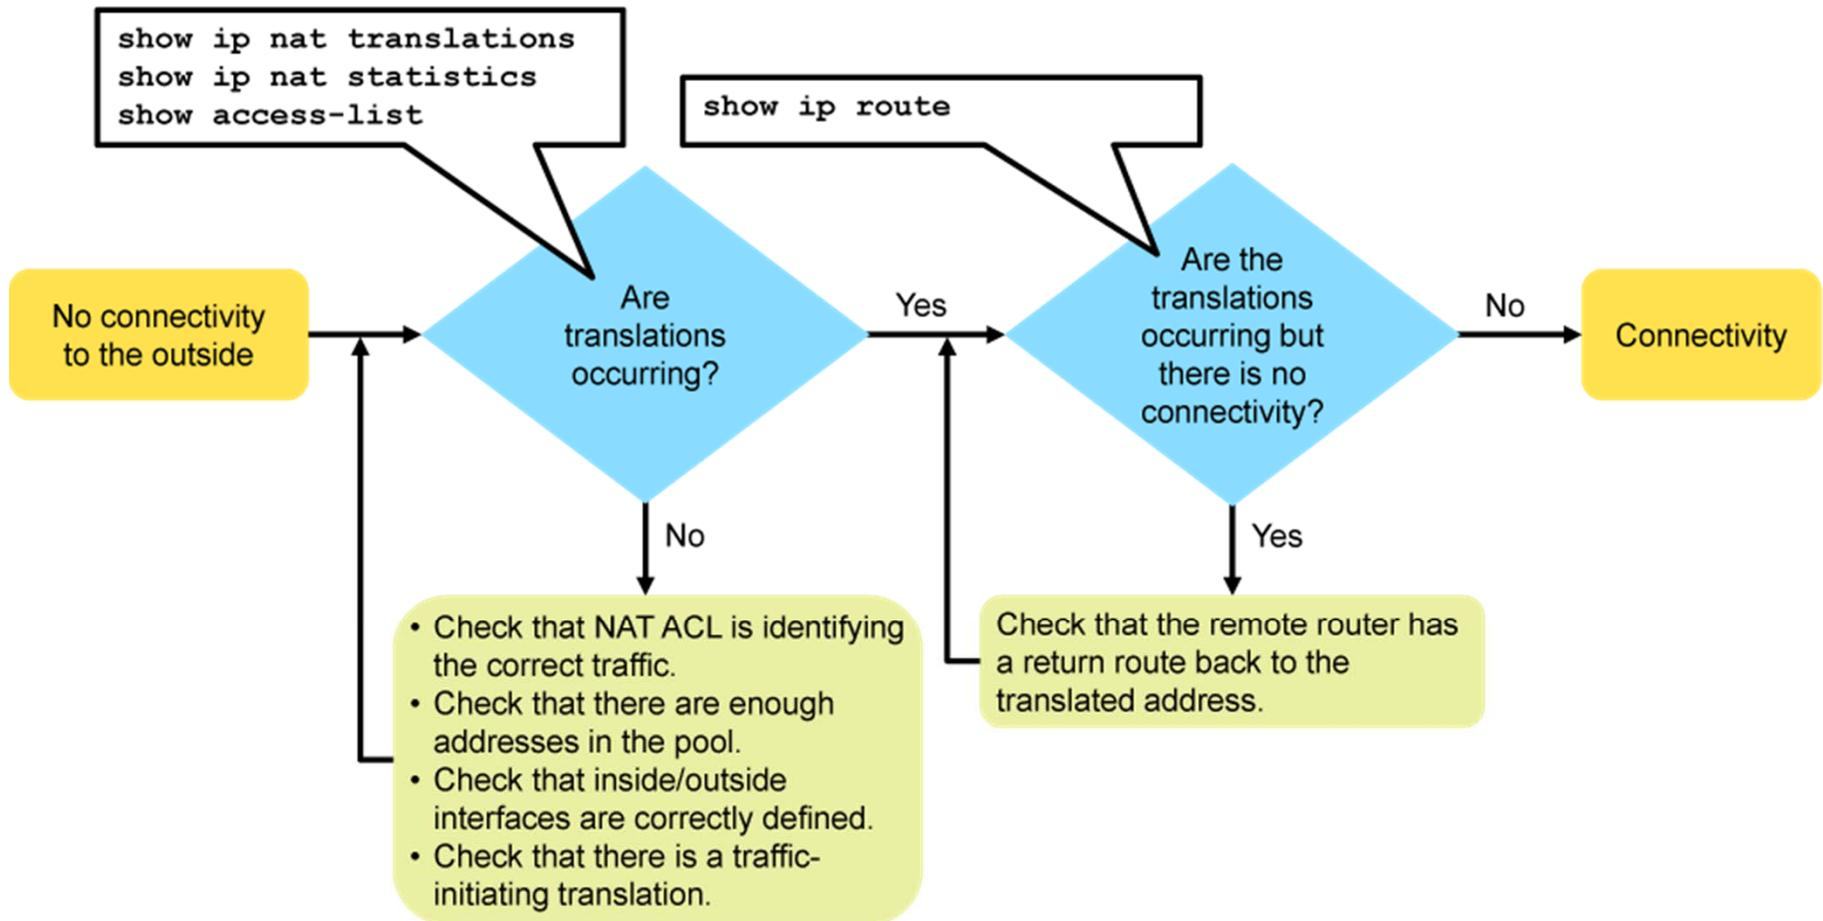 show ip nat translations
show ip nat statistics
show access-list
show ip route
No connectivity
to the outside
Are
translations
occurring?
Yes
Are the
translations
occurring but
there is no
connectivity?
No
Connectivity
No
• Check that NAT ACL is identifying
the correct traffic.
• Check that there are enough
addresses in the pool.
• Check that inside/outside
interfaces are correctly defined.
• Check that there is a traffic-
initiating translation.
Yes
Check that the remote router has
a return route back to the
translated address.